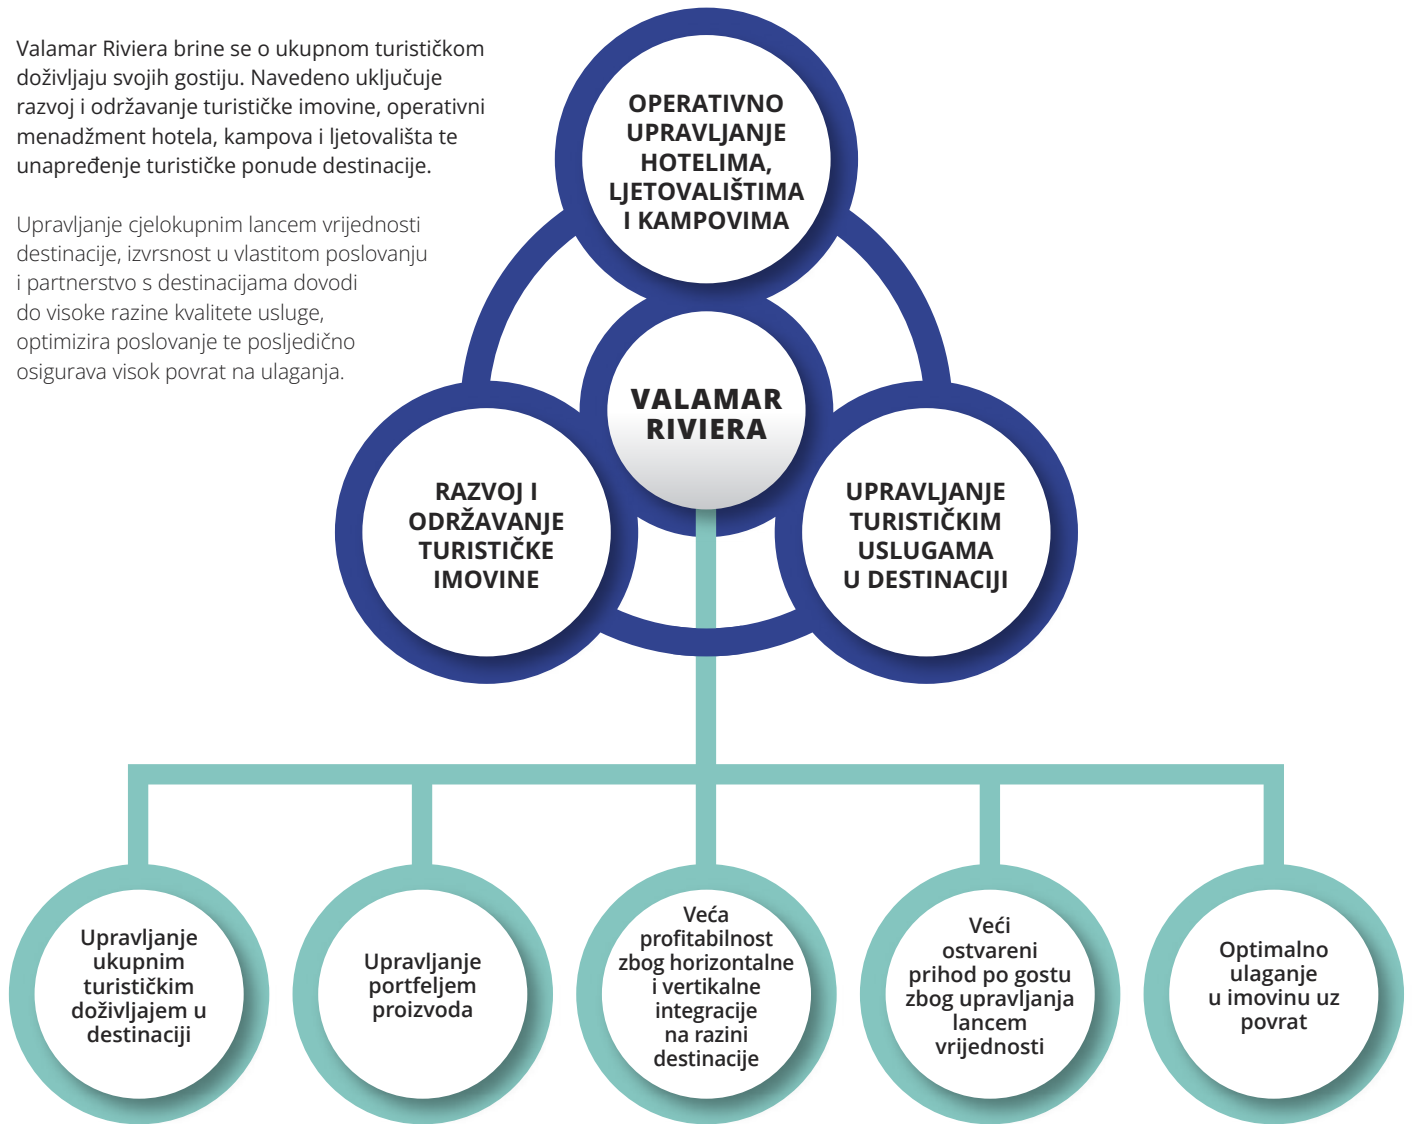 Valamar Riviera brine se o ukupnom turističkom
doživljaju svojih gostiju. Navedeno uključuje
razvoj i održavanje turističke imovine, operativni
menadžment hotela, kampova i ljetovališta te
unapređenje turističke ponude destinacije.
Upravljanje cjelokupnim lancem vrijednosti
destinacije, izvrsnost u vlastitom poslovanju
i partnerstvo s destinacijama dovodi
do visoke razine kvalitete usluge,
optimizira poslovanje te posljedično
osigurava visok povrat na ulaganja.
OPERATIVNO
UPRAVLJANJE
HOTELIMA,
LJETOVALIŠTIMA
I KAMPOVIMA
VALAMAR
RIVIERA
RAZVOJ I
ODRŽAVANJE
TURISTIČKE
IMOVINE
UPRAVLJANJE
TURISTIČKIM
USLUGAMA
U DESTINACIJI
Upravljanje
ukupnim
turističkim
doživljajem u
destinaciji
Upravljanje
portfeljem
proizvoda
Veća
profitabilnost
zbog horizontalne
i vertikalne
integracije
na razini
destinacije
Veći
ostvareni
prihod po gostu
zbog upravljanja
lancem
vrijednosti
Optimalno
ulaganje
u imovinu uz
povrat